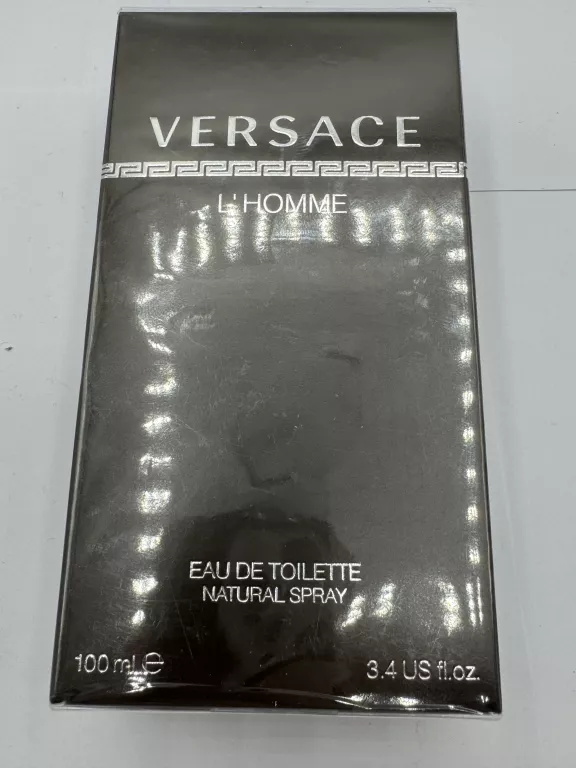 VERSACE
L'HOMME
EAU DE TOILETTE
NATURAL SPRAY
100 ml ℮ 3.4 US fl.oz.